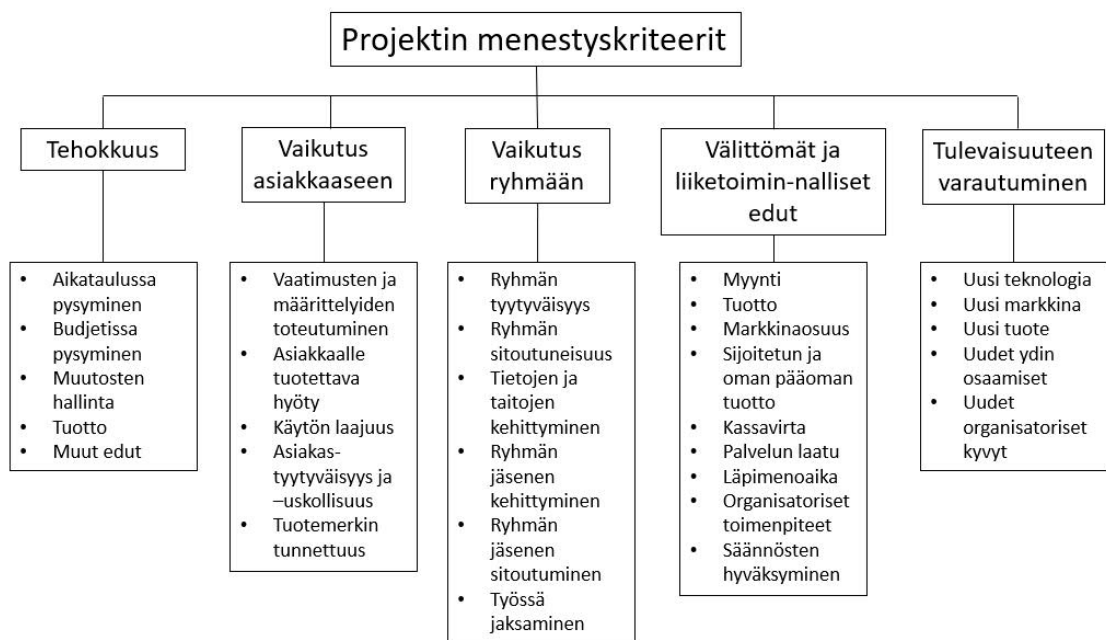 Projektin menestyskriteerit
Tehokkuus
Vaikutus
asiakkaaseen
Vaikutus
ryhmään
Välittömät ja
liiketoimin-nalliset
edut
Tulevaisuuteen
varautuminen
• Aikataulussa
pysyminen
• Budjetissa
pysyminen
• Muutosten
hallinta
• Tuotto
• Muut edut
• Vaatimusten ja
määrittelyiden
toteutuminen
• Asiakkaalle
tuotettava
hyöty
• Käytön laajuus
• Asiakas-
tyytyväisyys ja
–uskollisuus
• Tuotemerkin
tunnettuus
• Ryhmän
tyytyväisyys
• Ryhmän
sitoutuneisuus
• Tietojen ja
taitojen
kehittyminen
• Ryhmän
jäsenen
kehittyminen
• Ryhmän
jäsenen
sitoutuminen
• Työssä
jaksaminen
• Myynti
• Tuotto
• Markkinaosuus
• Sijoitetun ja
oman pääoman
tuotto
• Kassavirta
• Palvelun laatu
• Läpimenoaika
• Organisatoriset
toimenpiteet
• Säännösten
hyväksyminen
• Uusi teknologia
• Uusi markkina
• Uusi tuote
• Uudet ydin
osaamiset
• Uudet
organisatoriset
kyvyt